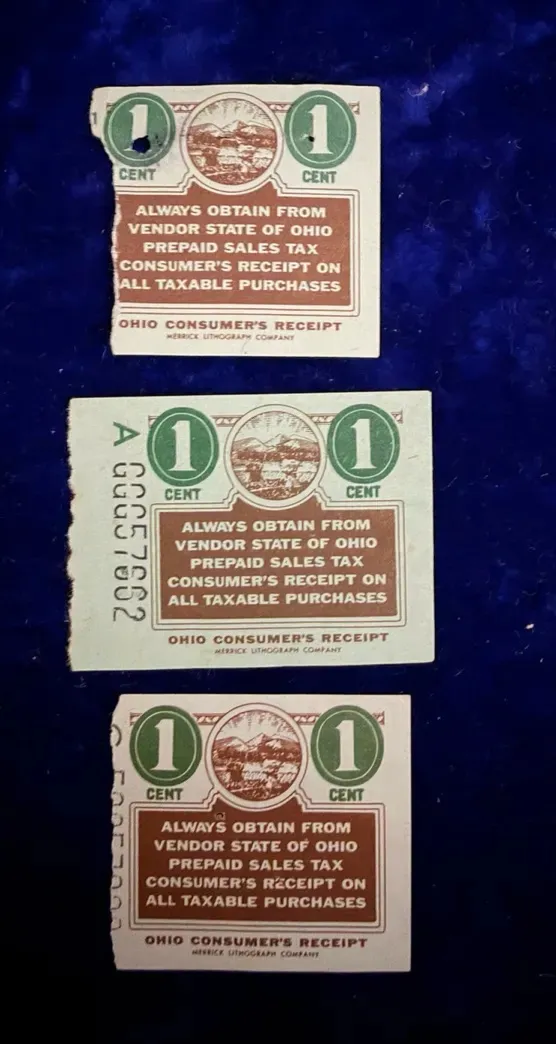 1 1
CENT CENT
ALWAYS OBTAIN FROM
VENDOR STATE OF OHIO
PREPAID SALES TAX
CONSUMER'S RECEIPT ON
ALL TAXABLE PURCHASES
OHIO CONSUMER'S RECEIPT
MERRICK LITHOGRAPH COMPANY
A
1 1
CENT CENT
ALWAYS OBTAIN FROM
VENDOR STATE OF OHIO
PREPAID SALES TAX
CONSUMER'S RECEIPT ON
ALL TAXABLE PURCHASES
OHIO CONSUMER'S RECEIPT
MERRICK LITHOGRAPH COMPANY
1 1
CENT CENT
ALWAYS OBTAIN FROM
VENDOR STATE OF OHIO
PREPAID SALES TAX
CONSUMER'S RECEIPT ON
ALL TAXABLE PURCHASES
OHIO CONSUMER'S RECEIPT
MERRICK LITHOGRAPH COMPANY